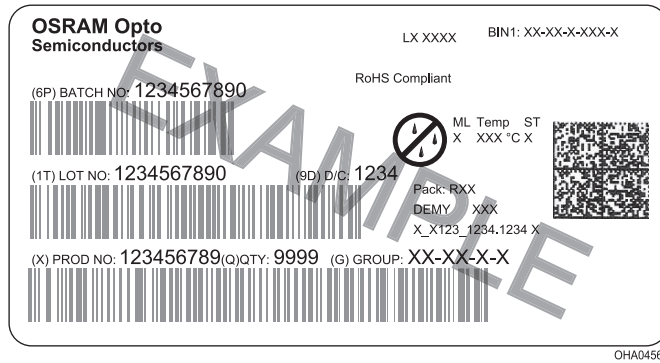 OSRAM Opto
Semiconductors
LX XXXX
BIN1: XX-XX-X-XXX-X
RoHS Compliant
(6P) BATCH NO: 1234567890
ML Temp ST
X XXX °C X
(1T) LOT NO: 1234567890 (9D) D/C: 1234
Pack: RXX
DEMY XXX
X_X123_1234.1234 X
(X) PROD NO: 123456789(Q)QTY: 9999 (G) GROUP: XX-XX-X-X
EXAMPLE
OHA0456